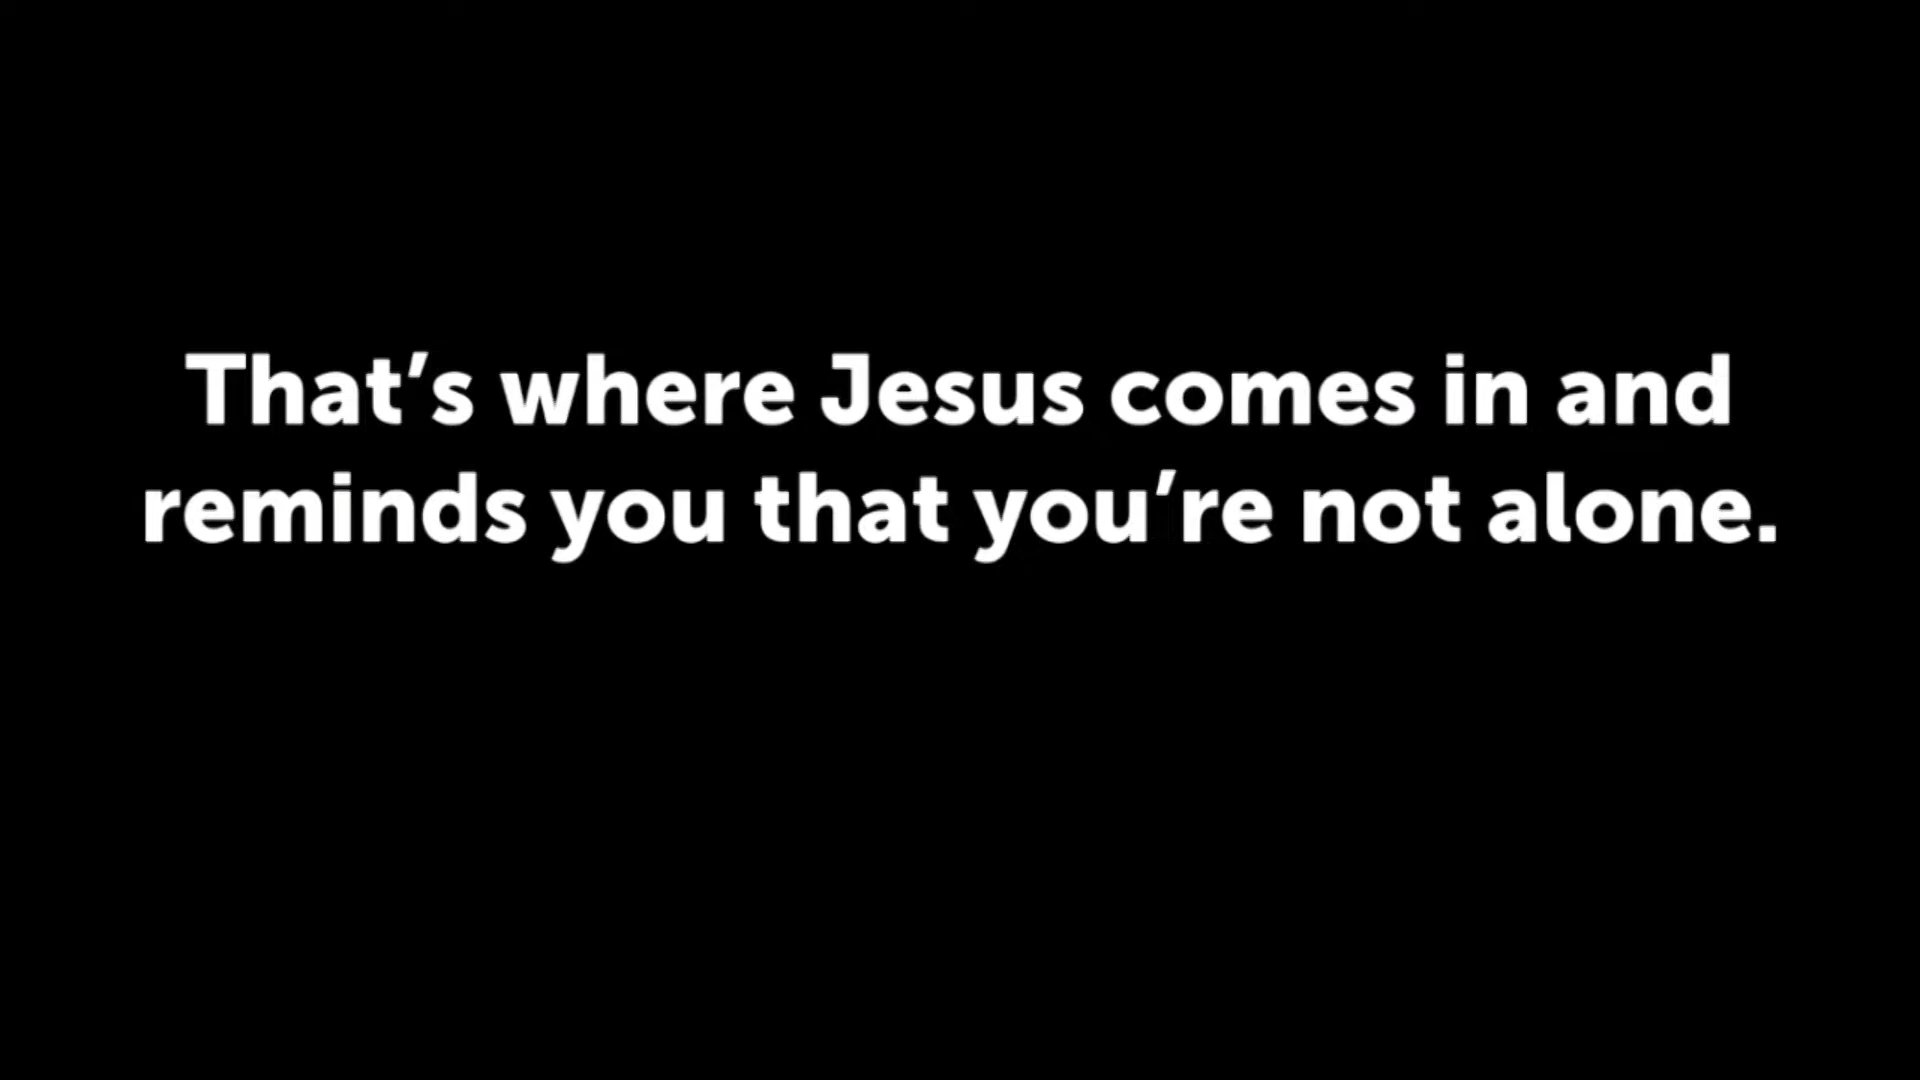 That’s where Jesus comes in and
reminds you that you’re not alone.